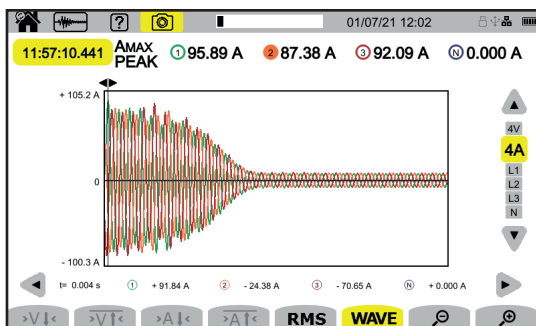 ? 01/07/21 12:02
11:57:10.441 AMAX PEAK 1 95.89 A 2 87.38 A 3 92.09 A N 0.000 A
+ 105.2 A
0
- 100.3 A
4V
4A
L1
L2
L3
N
t= 0.004 s 1 + 91.84 A 2 - 24.38 A 3 - 70.65 A N + 0.000 A
>V↓< >V↑< >A↓< >A↑< RMS WAVE